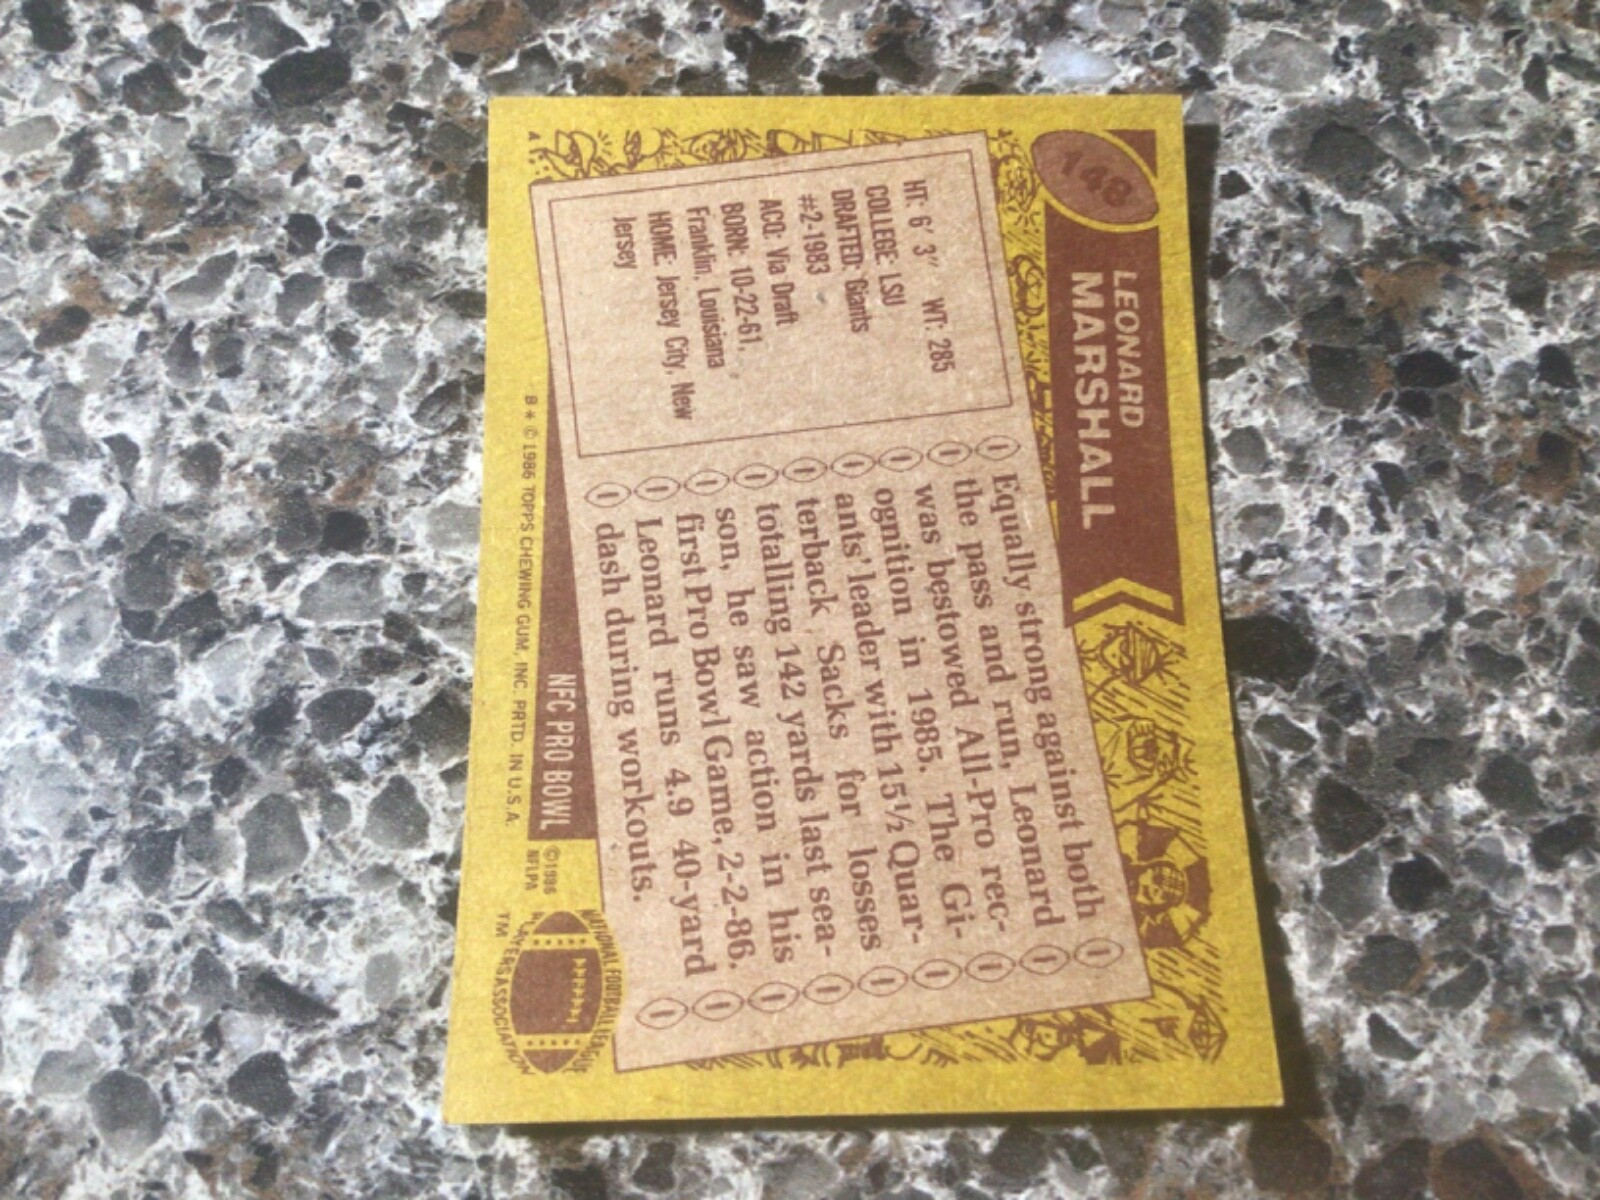 148
LEONARD
MARSHALL
HT: 6' 3" WT: 285
COLLEGE: LSU
DRAFTED: Giants
#2-1983
ACQ: Via Draft
BORN: 10-22-61,
Franklin, Louisiana
HOME: Jersey City, New
Jersey
Equally strong against both
the pass and run, Leonard
was bestowed All-Pro rec-
ognition in 1985. The Gi-
ants' leader with 15½ Quar-
terback Sacks for losses
totalling 142 yards last sea-
son, he saw action in his
first Pro Bowl Game, 2-2-86.
Leonard runs 4.9 40-yard
dash during workouts.
NFC PRO BOWL
©1986
NFLPA
NATIONAL FOOTBALL LEAGUE
PLAYERS ASSOCIATION
TM
A
B * © 1986 TOPPS CHEWING GUM, INC. PRTD. IN U.S.A.